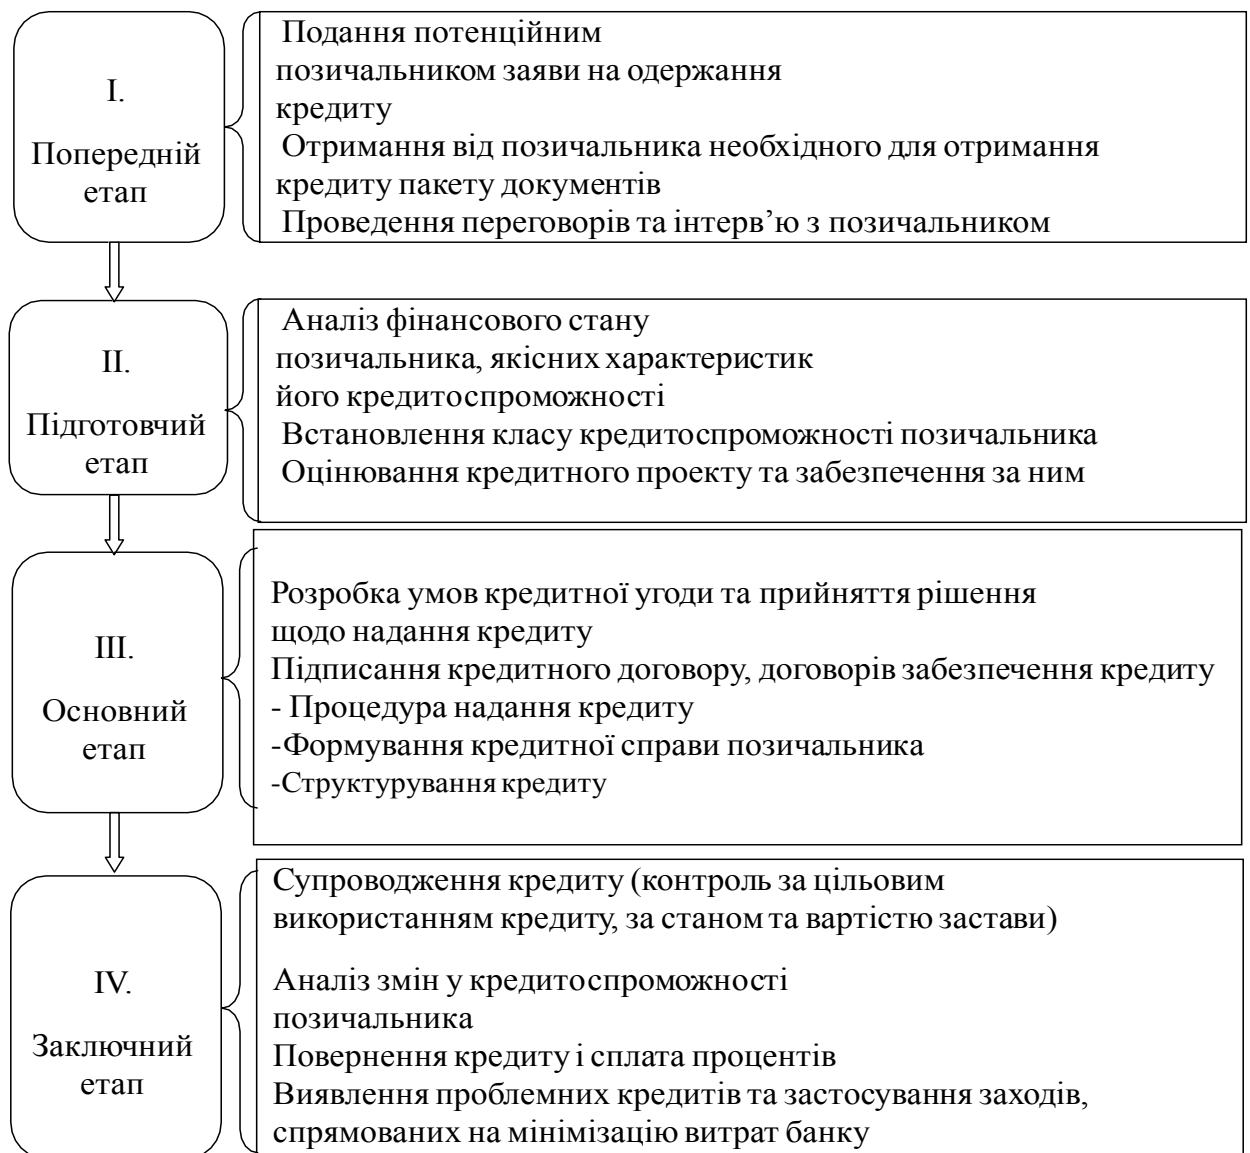 I.
Попередній
етап
Подання потенційним
позичальником заяви на одержання
кредиту
Отримання від позичальника необхідного для отримання
кредиту пакету документів
Проведення переговорів та інтерв’ю з позичальником
II.
Підготовчий
етап
Аналіз фінансового стану
позичальника, якісних характеристик
його кредитоспроможності
Встановлення класу кредитоспроможності позичальника
Оцінювання кредитного проекту та забезпечення за ним
III.
Основний
етап
Розробка умов кредитної угоди та прийняття рішення
щодо надання кредиту
Підписання кредитного договору, договорів забезпечення кредиту
- Процедура надання кредиту
-Формування кредитної справи позичальника
-Структурування кредиту
IV.
Заключний
етап
Супроводження кредиту (контроль за цільовим
використанням кредиту, за станом та вартістю застави)
Аналіз змін у кредитоспроможності
позичальника
Повернення кредиту і сплата процентів
Виявлення проблемних кредитів та застосування заходів,
спрямованих на мінімізацію витрат банку